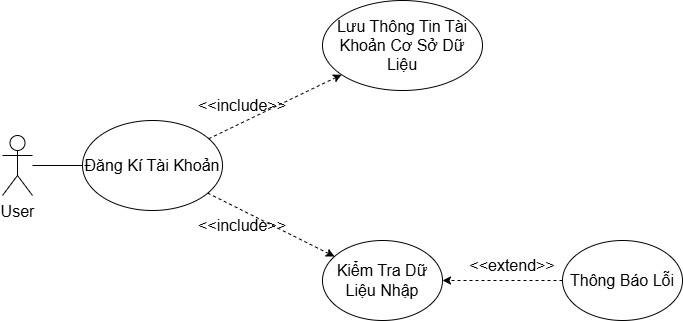 Lưu Thông Tin Tài
Khoản Cơ Sở Dữ
Liệu
<<include>>
Đăng Kí Tài Khoản
User
<<include>>
Kiểm Tra Dữ
Liệu Nhập
<<extend>>
Thông Báo Lỗi